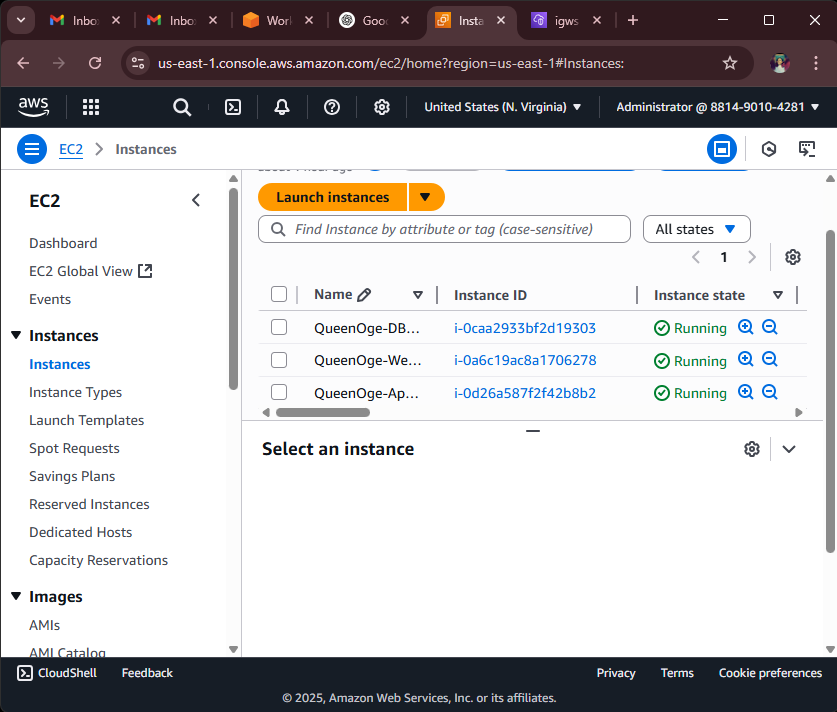 Inbo
Inbo
Worl
Goo
Insta
igws
us-east-1.console.aws.amazon.com/ec2/home?region=us-east-1#Instances:
aws
United States (N. Virginia)
Administrator @ 8814-9010-4281
EC2
Instances
EC2
Dashboard
EC2 Global View
Events
Instances
Instances
Instance Types
Launch Templates
Spot Requests
Savings Plans
Reserved Instances
Dedicated Hosts
Capacity Reservations
Images
AMIs
AMI Catalog
Launch instances
Find Instance by attribute or tag (case-sensitive)
All states
1
Name Instance ID Instance state
QueenOge-DB... i-0caa2933bf2d19303 Running
QueenOge-We... i-0a6c19ac8a1706278 Running
QueenOge-Ap... i-0d26a587f2f42b8b2 Running
Select an instance
CloudShell
Feedback
Privacy
Terms
Cookie preferences
© 2025, Amazon Web Services, Inc. or its affiliates.